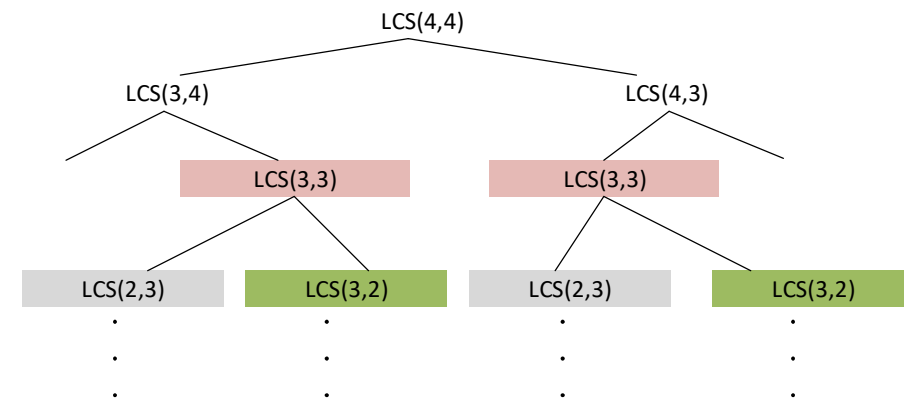 LCS(4,4)
LCS(3,4) LCS(4,3)
LCS(3,3) LCS(3,3)
LCS(2,3) LCS(3,2) LCS(2,3) LCS(3,2)